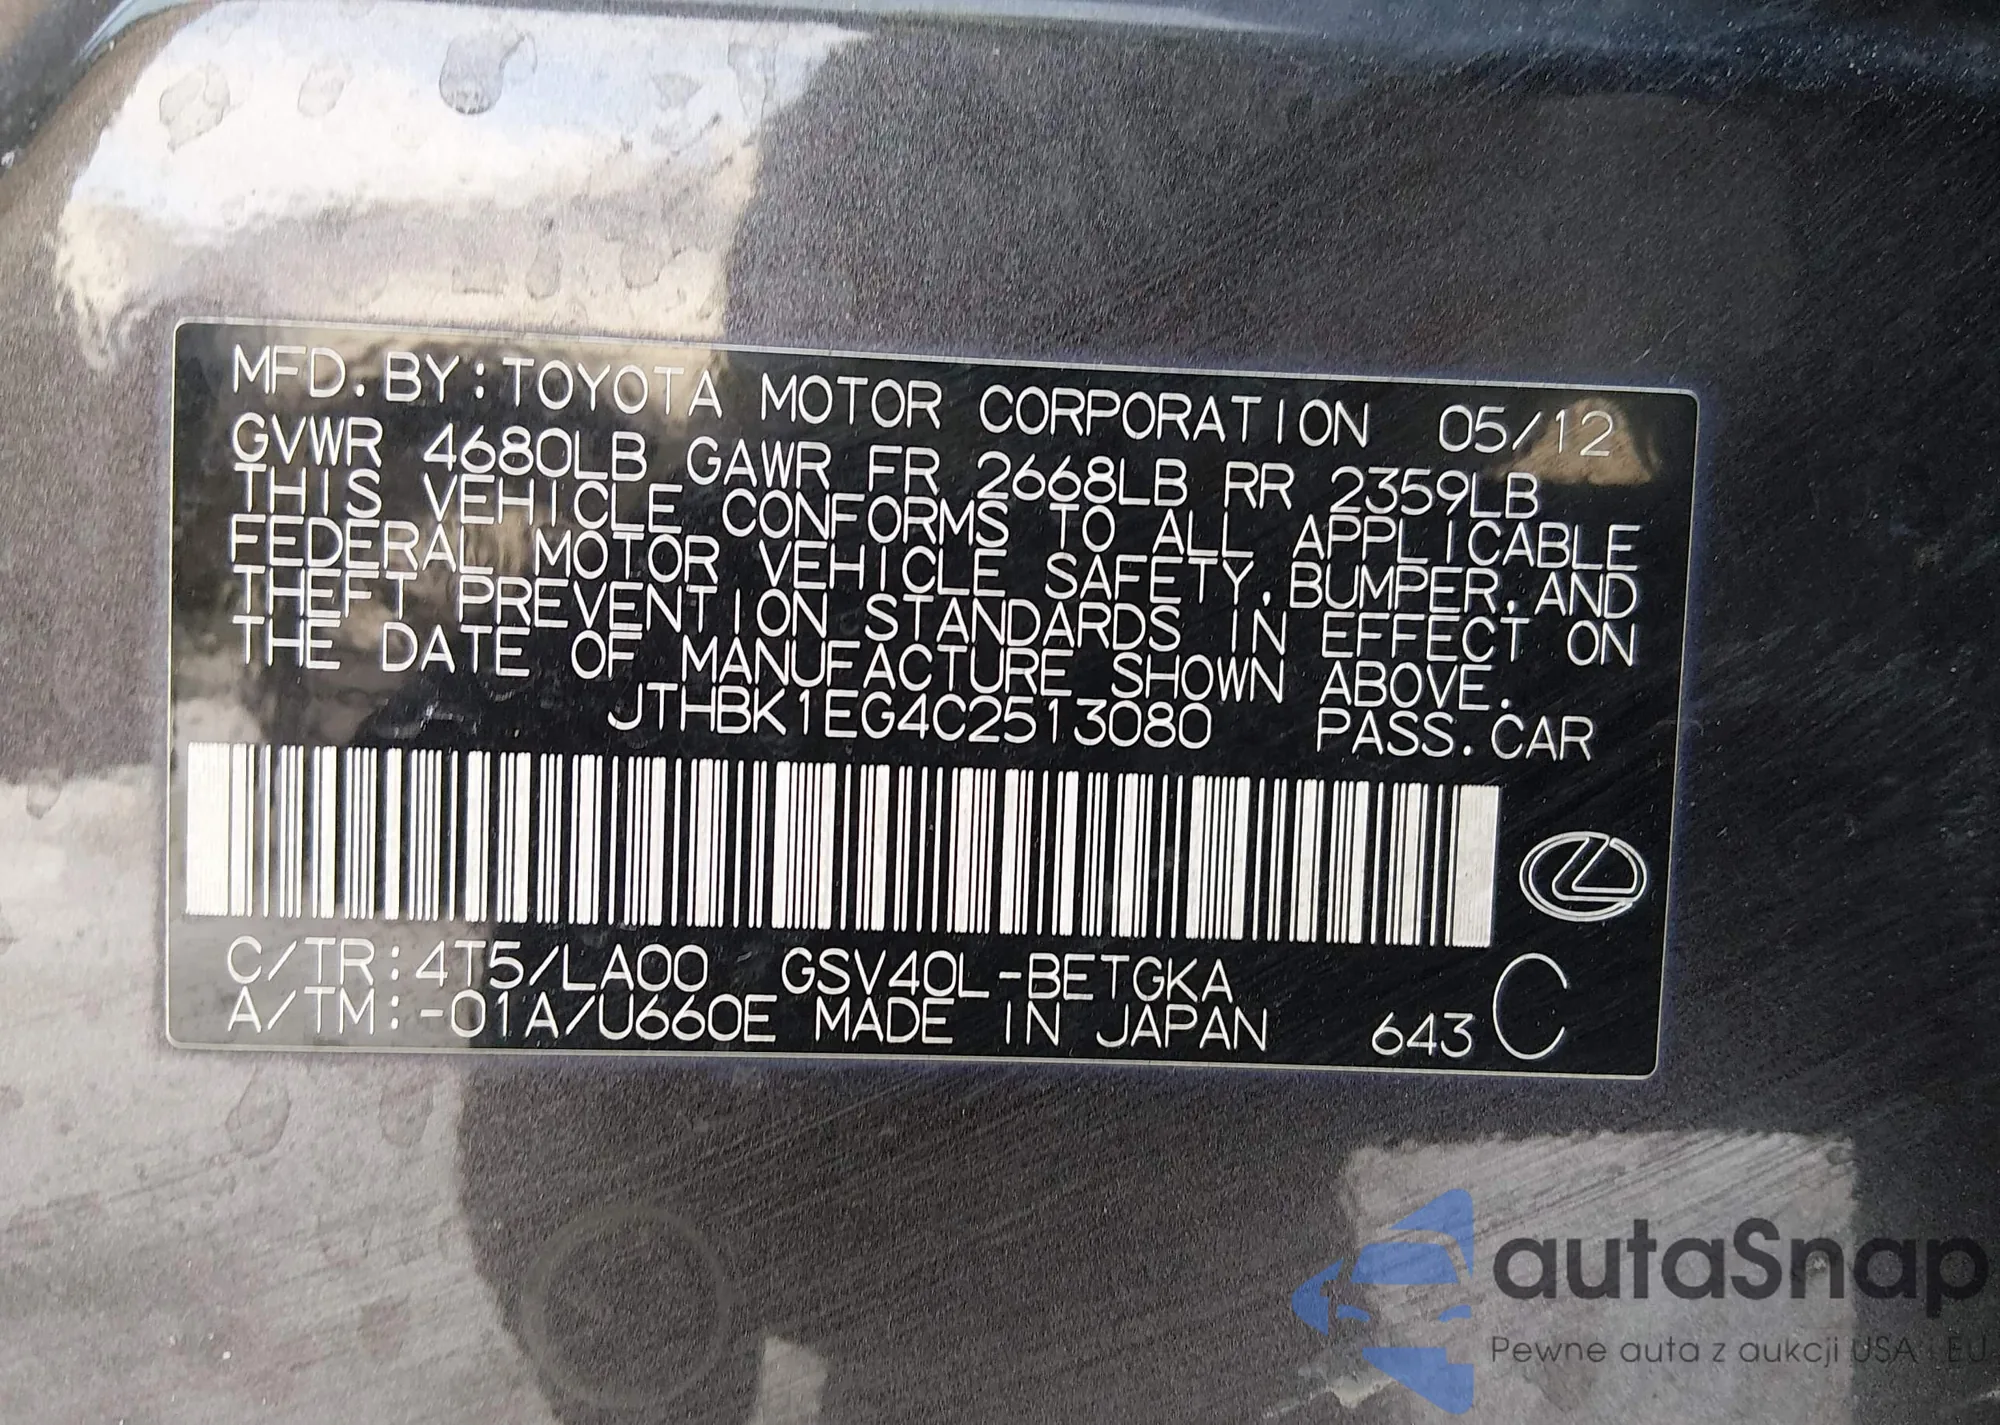 MFD.BY:TOYOTA MOTOR CORPORATION 05/12
GVWR 4680LB GAWR FR 2668LB RR 2359LB
THIS VEHICLE CONFORMS TO ALL APPLICABLE
FEDERAL MOTOR VEHICLE SAFETY,BUMPER,AND
THEFT PREVENTION STANDARDS IN EFFECT ON
THE DATE OF MANUFACTURE SHOWN ABOVE.
JTHBK1EG4C2513080 PASS.CAR
C/TR:4T5/LA00 GSV40L-BETGKA
A/TM:-01A/U660E MADE IN JAPAN 643 C
autaSnap
Pewne auta z aukcji USA i EU